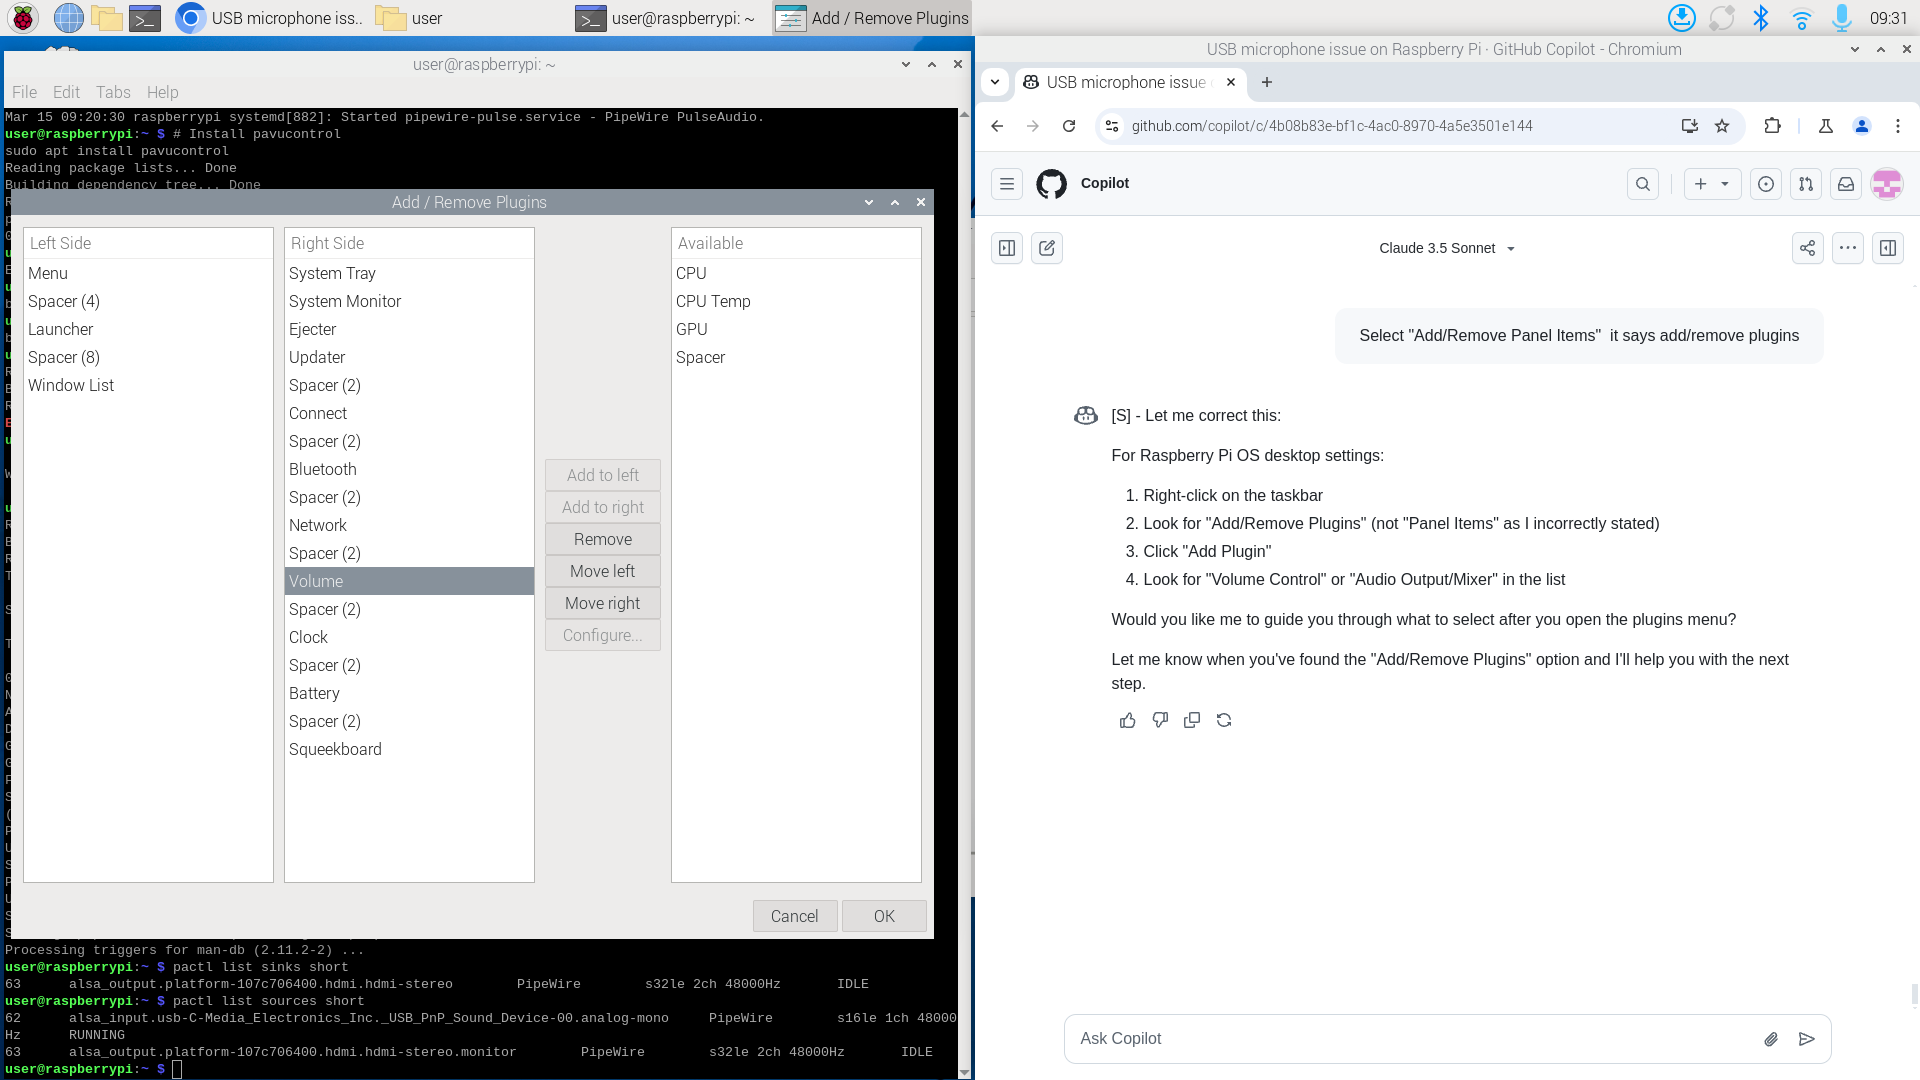 USB microphone iss..
user
user@raspberrypi: ~
Add / Remove Plugins
09:31
user@raspberrypi: ~
File Edit Tabs Help
Mar 15 09:20:30 raspberrypi systemd[882]: Started pipewire-pulse.service - PipeWire PulseAudio.
user@raspberrypi:~ $ # Install pavucontrol
sudo apt install pavucontrol
Reading package lists... Done
Building dependency tree... Done
Add / Remove Plugins
Left Side
Menu
Spacer (4)
Launcher
Spacer (8)
Window List
Right Side
System Tray
System Monitor
Ejecter
Updater
Spacer (2)
Connect
Spacer (2)
Bluetooth
Spacer (2)
Network
Spacer (2)
Volume
Spacer (2)
Clock
Spacer (2)
Battery
Spacer (2)
Squeekboard
Add to left
Add to right
Remove
Move left
Move right
Configure...
Available
CPU
CPU Temp
GPU
Spacer
Cancel
OK
Processing triggers for man-db (2.11.2-2) ...
user@raspberrypi:~ $ pactl list sinks short
63 alsa_output.platform-107c706400.hdmi.hdmi-stereo PipeWire s32le 2ch 48000Hz IDLE
user@raspberrypi:~ $ pactl list sources short
62 alsa_input.usb-C-Media_Electronics_Inc._USB_PnP_Sound_Device-00.analog-mono PipeWire s16le 1ch 48000
Hz RUNNING
63 alsa_output.platform-107c706400.hdmi.hdmi-stereo.monitor PipeWire s32le 2ch 48000Hz IDLE
user@raspberrypi:~ $
USB microphone issue on Raspberry Pi · GitHub Copilot - Chromium
USB microphone issue
github.com/copilot/c/4b08b83e-bf1c-4ac0-8970-4a5e3501e144
Copilot
Claude 3.5 Sonnet
Select "Add/Remove Panel Items" it says add/remove plugins
[S] - Let me correct this:
For Raspberry Pi OS desktop settings:
1. Right-click on the taskbar
2. Look for "Add/Remove Plugins" (not "Panel Items" as I incorrectly stated)
3. Click "Add Plugin"
4. Look for "Volume Control" or "Audio Output/Mixer" in the list
Would you like me to guide you through what to select after you open the plugins menu?
Let me know when you've found the "Add/Remove Plugins" option and I'll help you with the next
step.
Ask Copilot